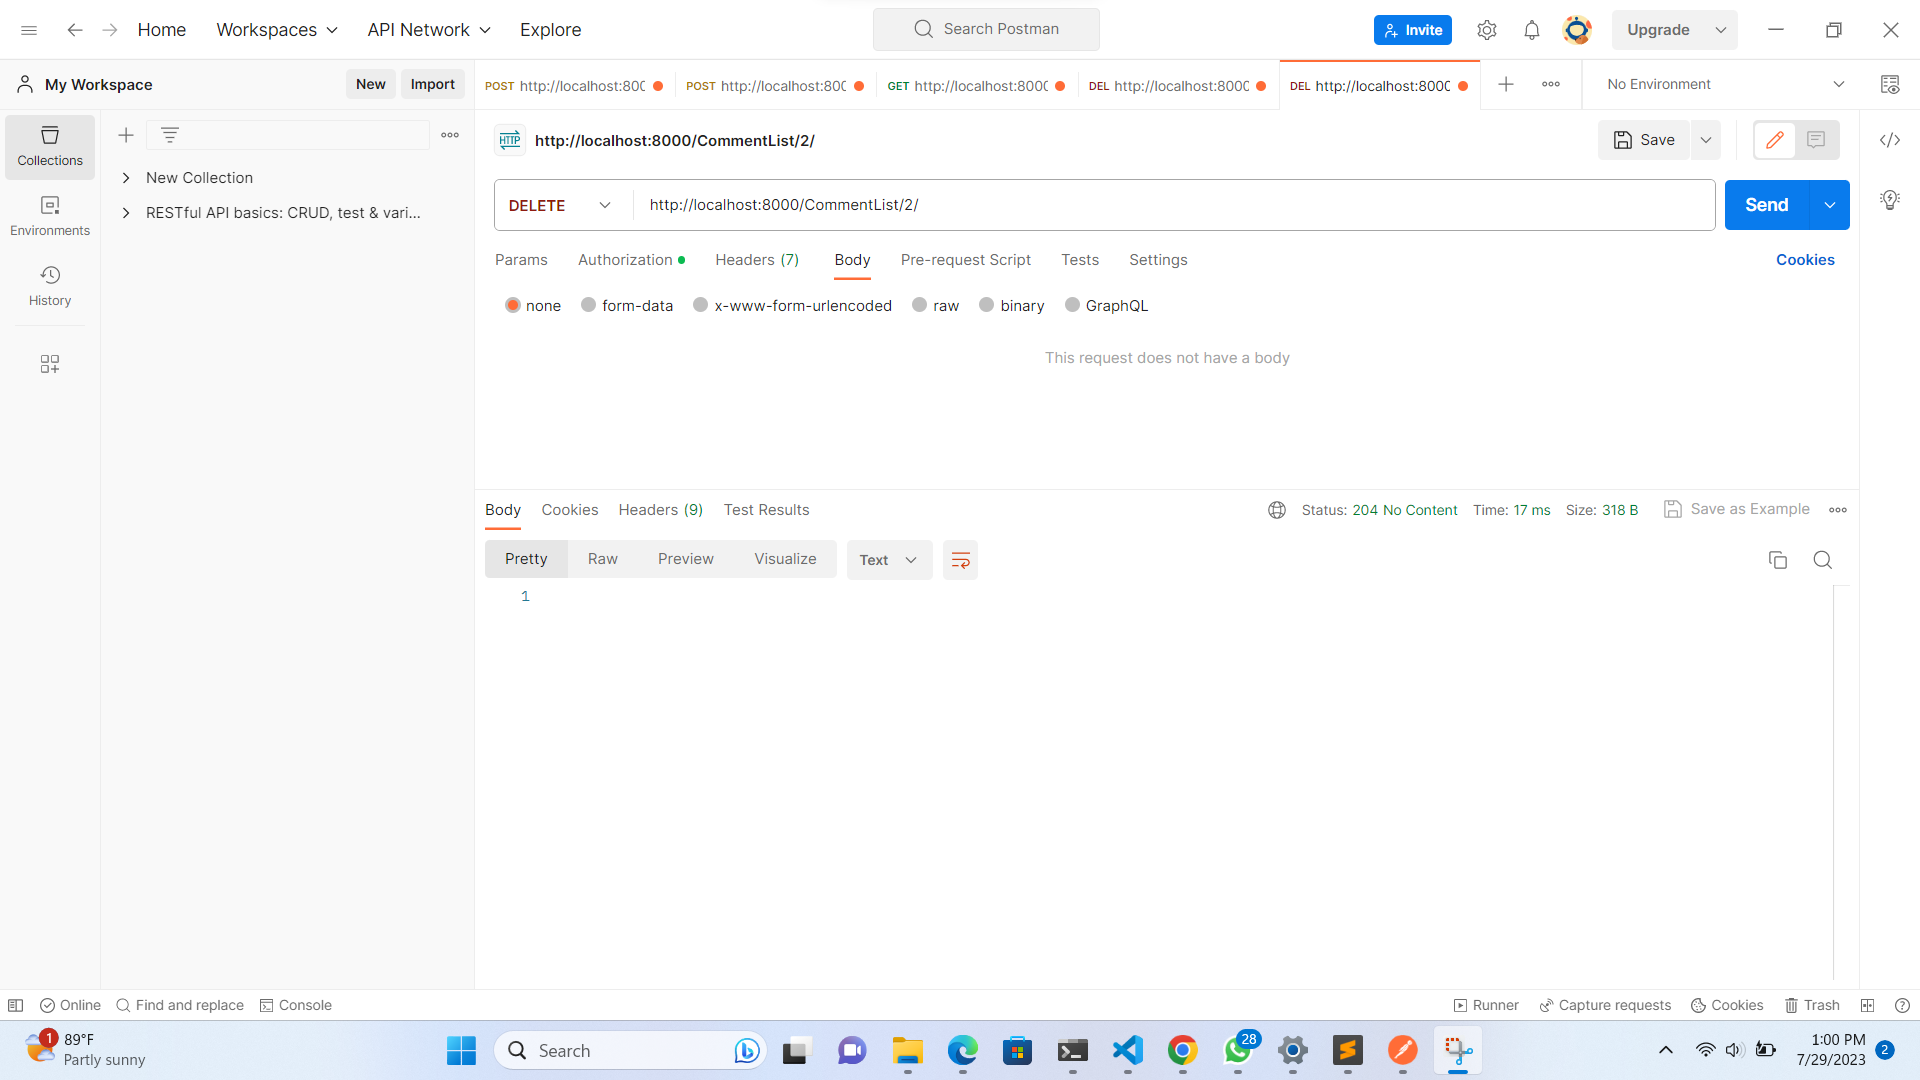 Home Workspaces API Network Explore Search Postman Invite Upgrade
My Workspace New Import POST http://localhost:800 POST http://localhost:800 GET http://localhost:8000 DEL http://localhost:8000 DEL http://localhost:8000 No Environment
Collections
Environments
History
New Collection
RESTful API basics: CRUD, test & vari...
HTTP http://localhost:8000/CommentList/2/ Save
DELETE http://localhost:8000/CommentList/2/ Send
Params Authorization Headers (7) Body Pre-request Script Tests Settings Cookies
none form-data x-www-form-urlencoded raw binary GraphQL
This request does not have a body
Body Cookies Headers (9) Test Results Status: 204 No Content Time: 17 ms Size: 318 B Save as Example
Pretty Raw Preview Visualize Text
1
Online Find and replace Console Runner Capture requests Cookies Trash
1 89°F
Partly sunny
Search
28
1:00 PM
7/29/2023
2